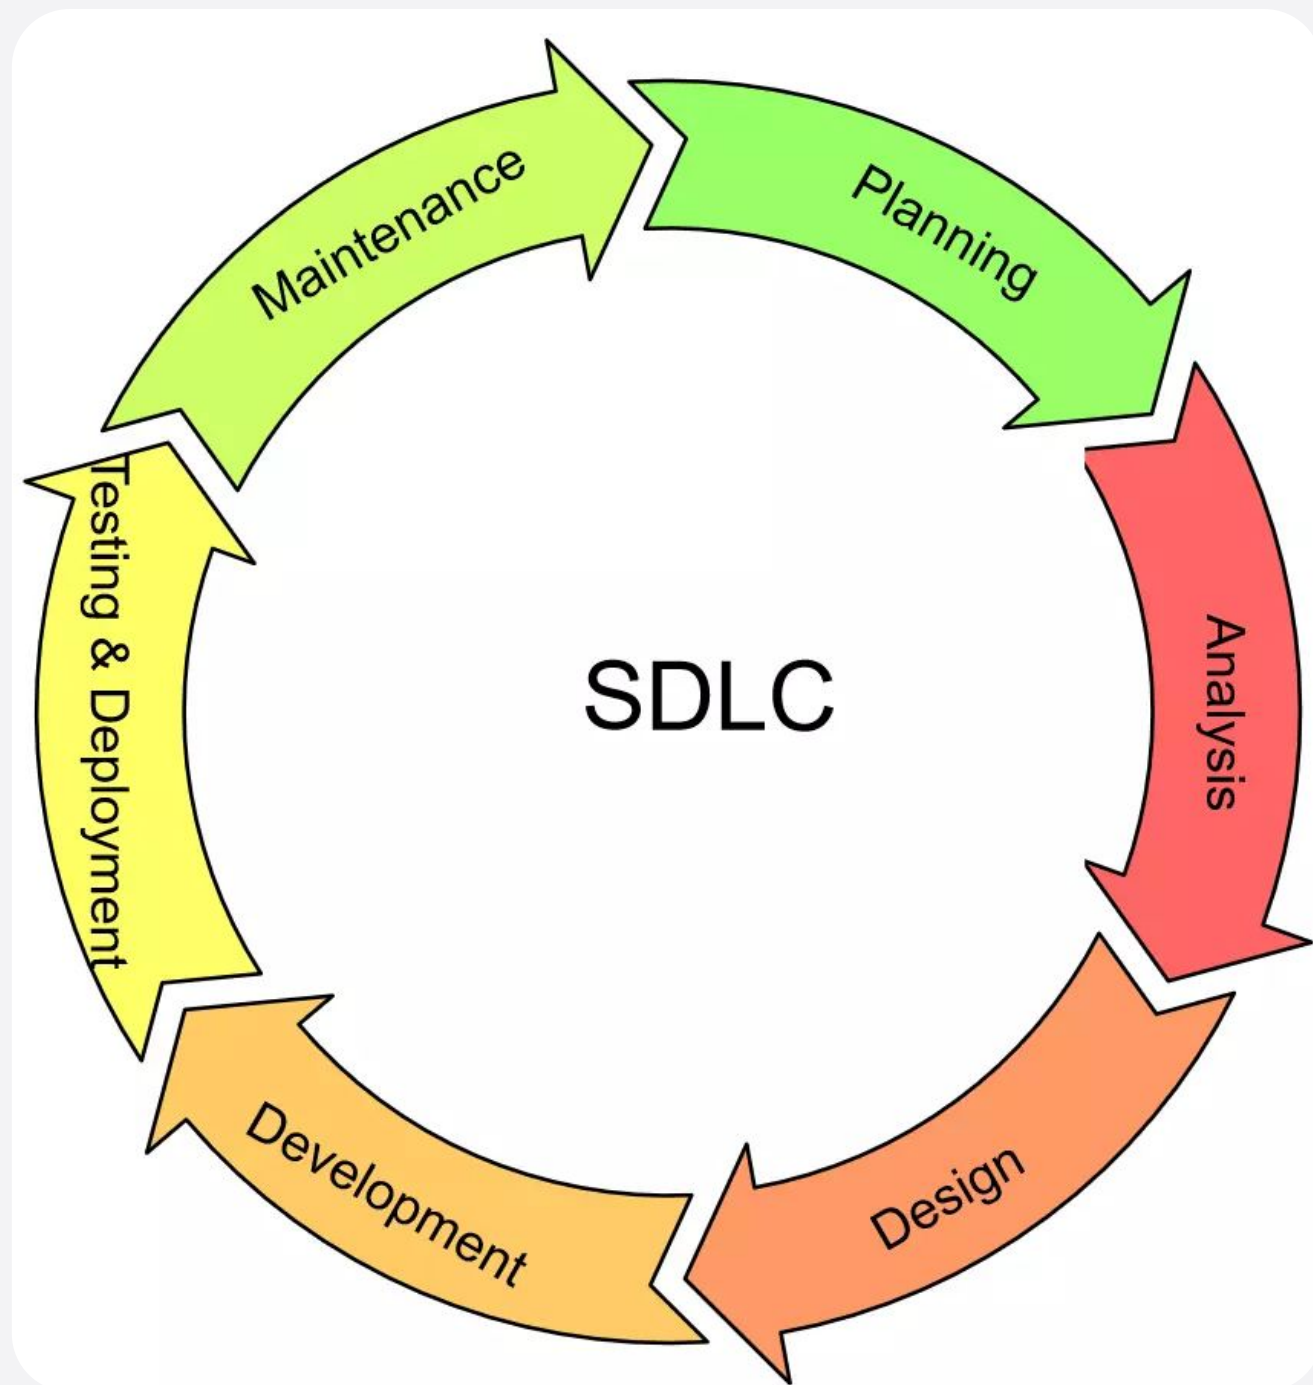 Planning
Analysis
Design
Development
Testing & Deployment
Maintenance
SDLC